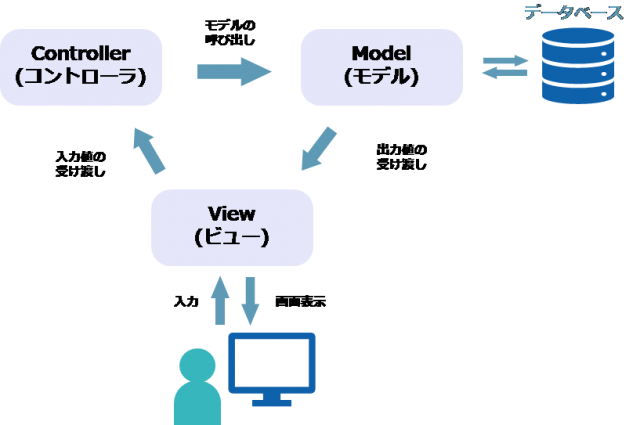 データベース
モデルの
呼び出し
Controller
(コントローラ)
Model
(モデル)
入力値の
受け渡し
出力値の
受け渡し
View
(ビュー)
入力
画面表示